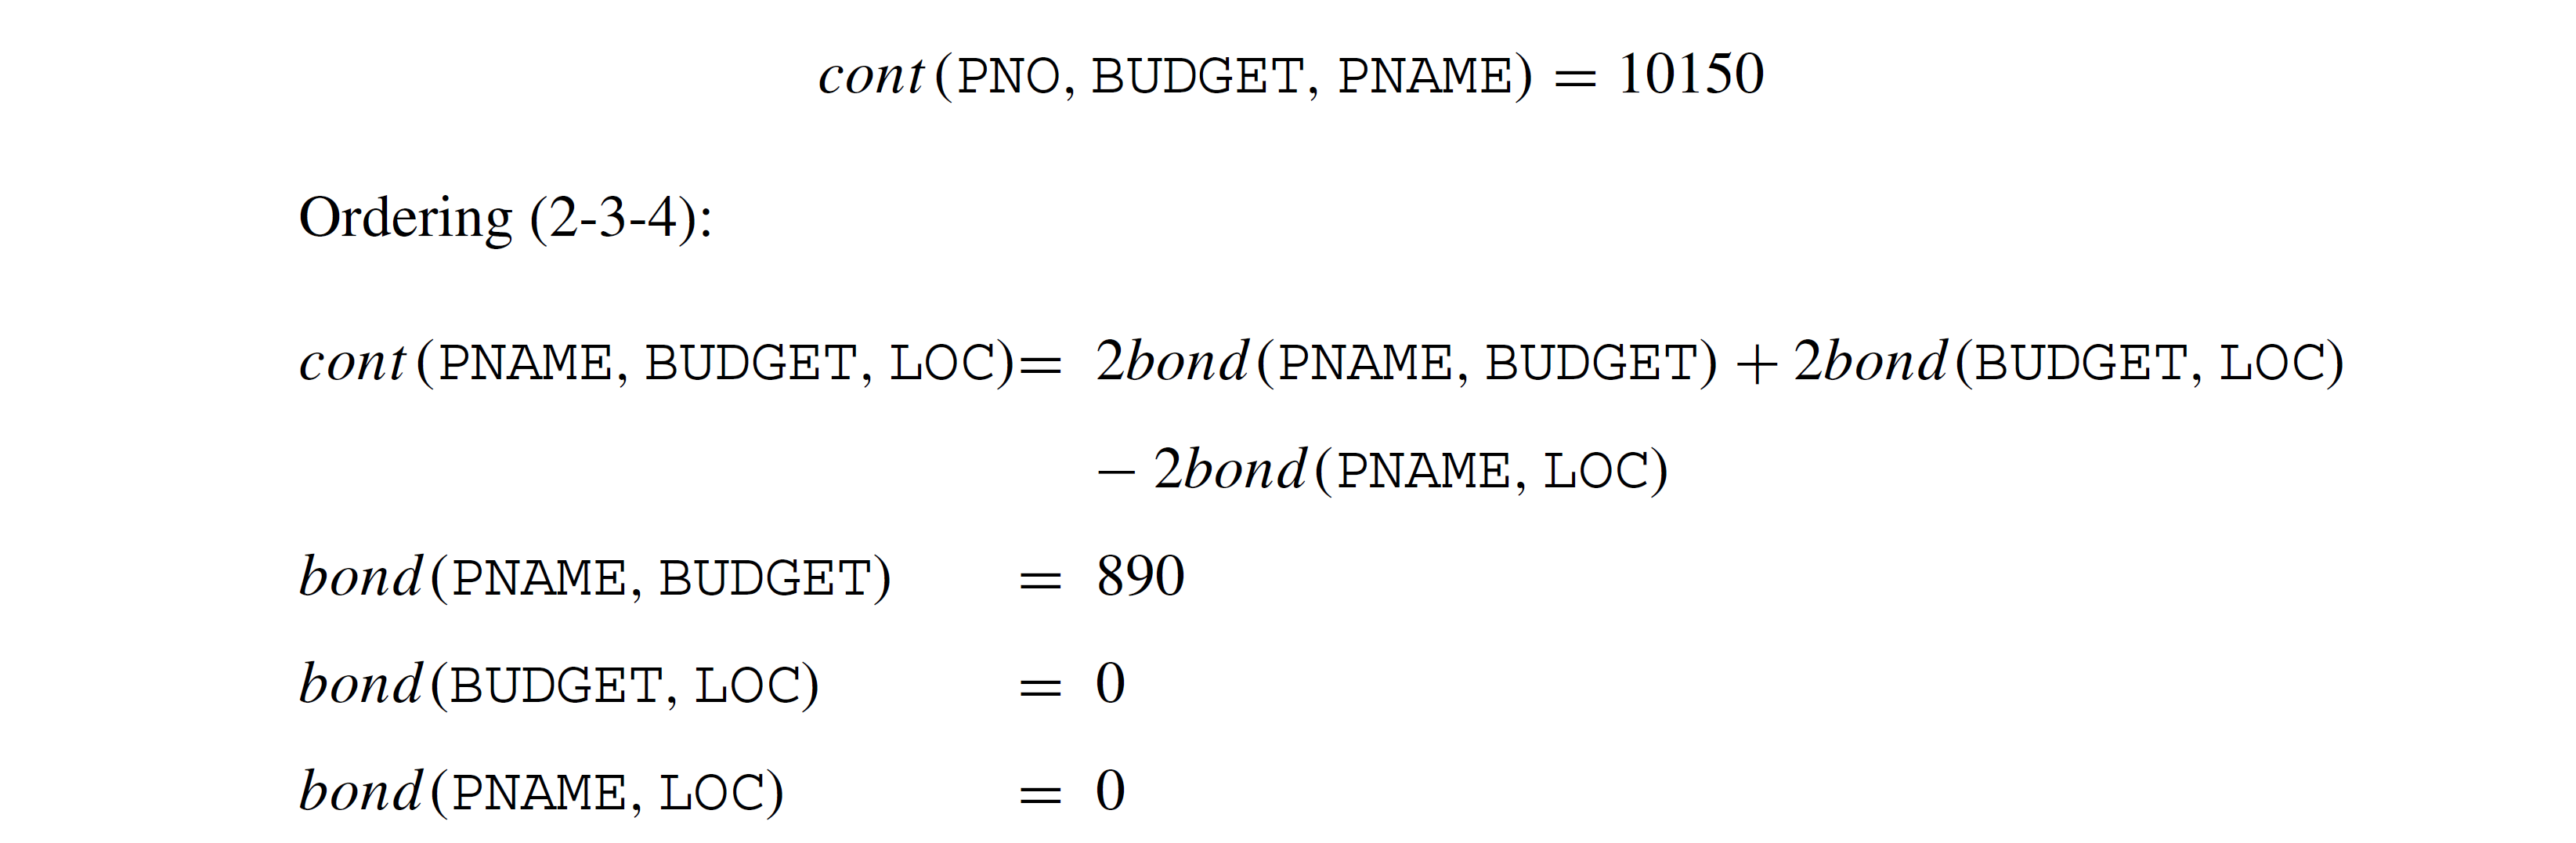 cont(PNO, BUDGET, PNAME) = 10150
Ordering (2-3-4):
cont(PNAME, BUDGET, LOC)= 2bond(PNAME, BUDGET) + 2bond(BUDGET, LOC)
− 2bond(PNAME, LOC)
bond(PNAME, BUDGET) = 890
bond(BUDGET, LOC) = 0
bond(PNAME, LOC) = 0